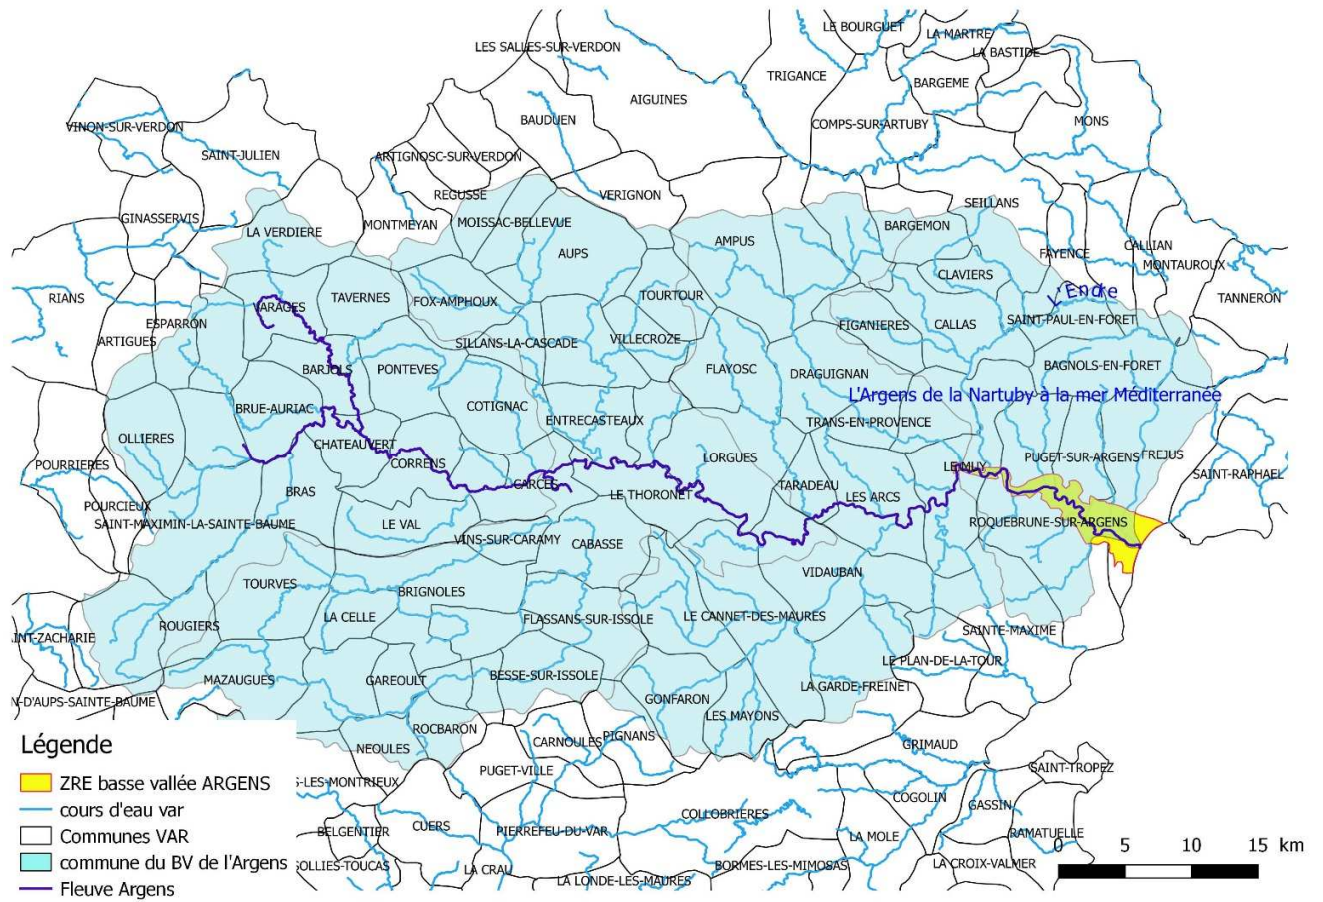 LE BOURGUET
LA MARTRE
LES SALLES-SUR-VERDON
LA BASTIDE
TRIGANCE
BARGEME
AIGUINES
BAUDUEN
MONS
VINON-SUR-VERDON
COMPS-SUR-ARTUBY
SAINT-JULIEN
ARTIGNOSC-SUR-VERDON
REGUSSE
VERIGNON
SEILLANS
GINASSERVIS
MONTMEYAN
MOISSAC-BELLEVUE
BARGEMON
LA VERDIERE
AMPUS
CALLIAN
AUPS
FAYENCE
MONTAUROUX
CLAVIERS
L'Endre
RIANS
TAVERNES
FOX-AMPHOUX
TOURTOUR
TANNERON
VARAGES
ESPARRON
FIGANIERES
CALLAS
SAINT-PAUL-EN-FORET
ARTIGUES
SILLANS-LA-CASCADE
VILLECROZE
BARJOLS
PONTEVES
FLAYOSC
DRAGUIGNAN
BAGNOLS-EN-FORET
L'Argens de la Nartuby à la mer Méditerranée
BRUE-AURIAC
COTIGNAC
ENTRECASTEAUX
TRANS-EN-PROVENCE
OLLIERES
CHATEAUVERT
PUGET-SUR-ARGENS
FREJUS
POURRIERES
CORRENS
LORGUES
LE MUY
SAINT-RAPHAEL
BRAS
CARCES
LE THORONET
TARADEAU
LES ARCS
POURCIEUX
SAINT-MAXIMIN-LA-SAINTE-BAUME
LE VAL
ROQUEBRUNE-SUR-ARGENS
VINS-SUR-CARAMY
CABASSE
TOURVES
BRIGNOLES
VIDAUBAN
ROUGIERS
LA CELLE
FLASSANS-SUR-ISSOLE
LE CANNET-DES-MAURES
INT-ZACHARIE
SAINTE-MAXIME
LE PLAN-DE-LA-TOUR
MAZAUGUES
GAREOULT
BESSE-SUR-ISSOLE
LA GARDE-FREINET
N-D'AUPS-SAINTE-BAUME
GONFARON
LES MAYONS
ROCBARON
NEOULES
CARNOULES
PIGNANS
GRIMAUD
PUGET-VILLE
SAINT-TROPEZ
S-LES-MONTRIEUX
COGOLIN
GASSIN
COLLOBRIERES
BELGENTIER
CUERS
PIERREFEU-DU-VAR
LA MOLE
RAMATUELLE
OLLIES-TOUCAS
LA CRAU
BORMES-LES-MIMOSAS
LA CROIX-VALMER
LA LONDE-LES-MAURES
0 5 10 15 km
Légende
ZRE basse vallée ARGENS
cours d'eau var
Communes VAR
commune du BV de l'Argens
Fleuve Argens